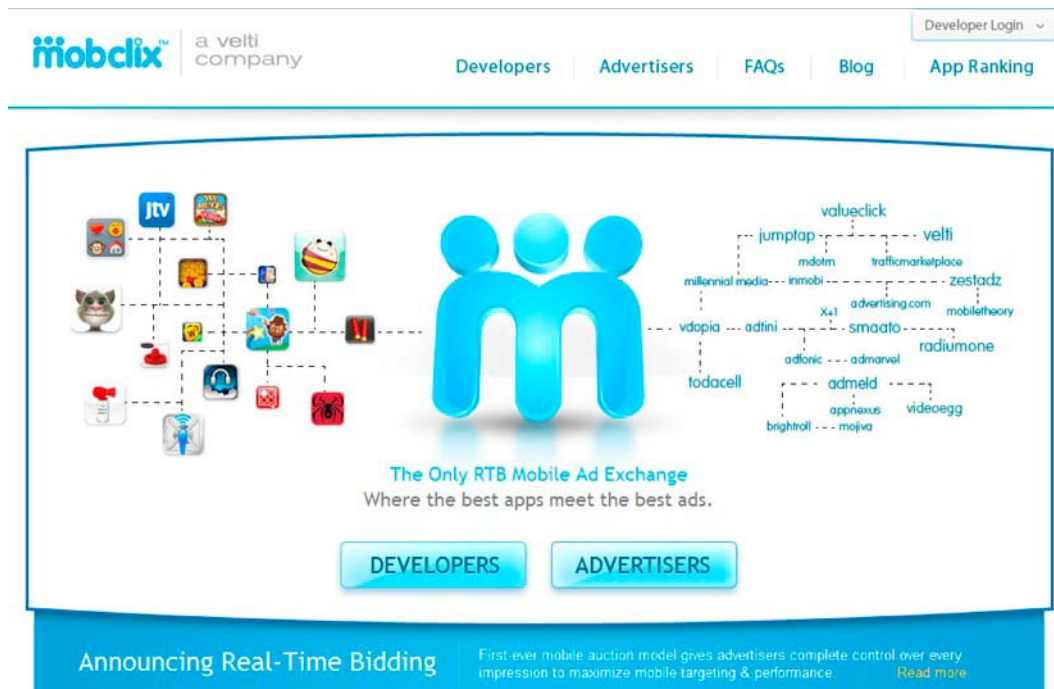 Developer Login
mobclix™
a velti
company
Developers
Advertisers
FAQs
Blog
App Ranking
jtv
valueclick
jumptap
velti
mdotm
trafficmarketplace
millennial media
inmobi
zestadz
advertising.com
mobiletheory
X+1
vdopia
adtini
smaato
radiumone
adfonic
admarvel
todacell
admeld
appnexus
videoegg
brightroll
mojiva
The Only RTB Mobile Ad Exchange
Where the best apps meet the best ads.
DEVELOPERS
ADVERTISERS
Announcing Real-Time Bidding
First-ever mobile auction model gives advertisers complete control over every
impression to maximize mobile targeting & performance.
Read more